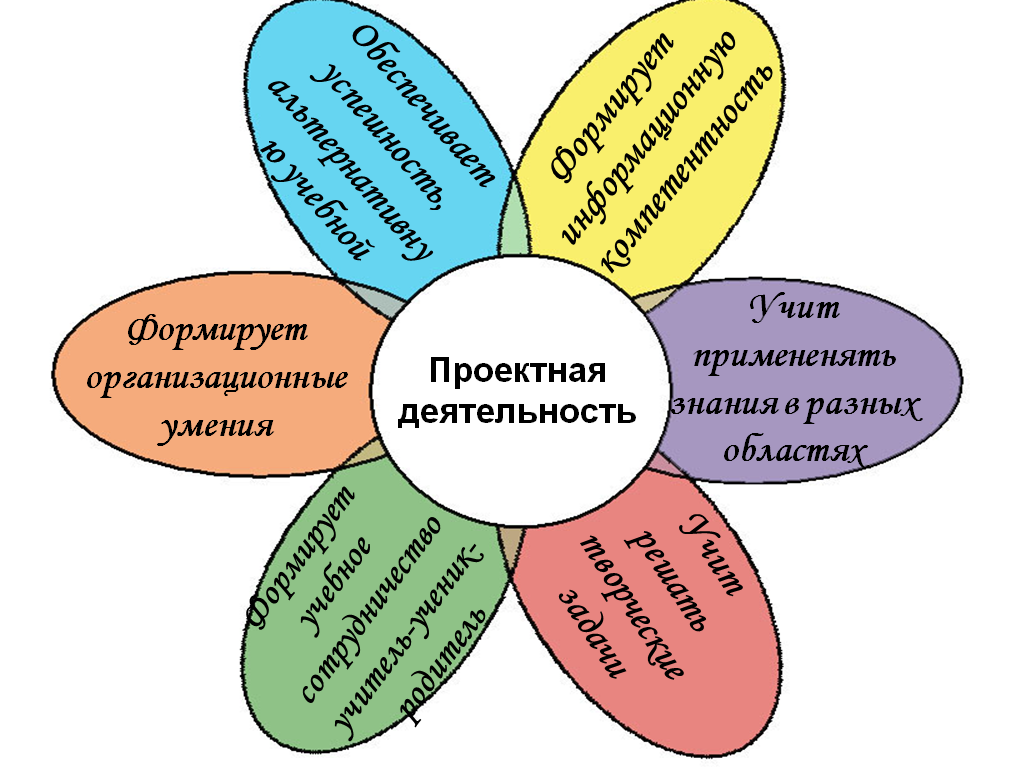 Обеспечивает
успешность,
альтернативну
ю учебной
Формирует
информационную
компетентность
Формирует
организационные
умения
Проектная
деятельность
Учит
примененять
знания в разных
областях
Формирует
учебное
сотрудничество
учитель-ученик-
родитель
Учит
решать
творческие
задачи